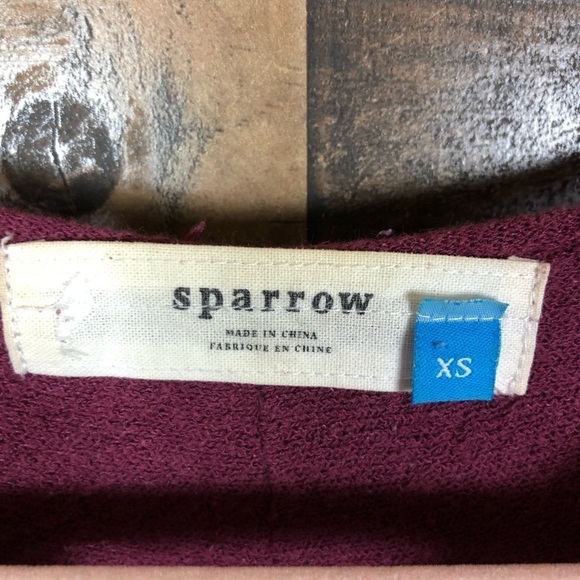 sparrow
MADE IN CHINA
FABRIQUE EN CHINE
XS